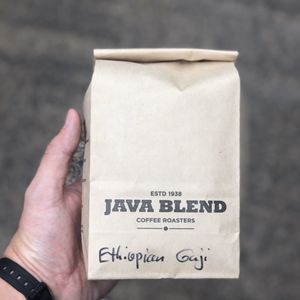 ESTD 1938
JAVA BLEND
COFFEE ROASTERS
Ethiopian Guji